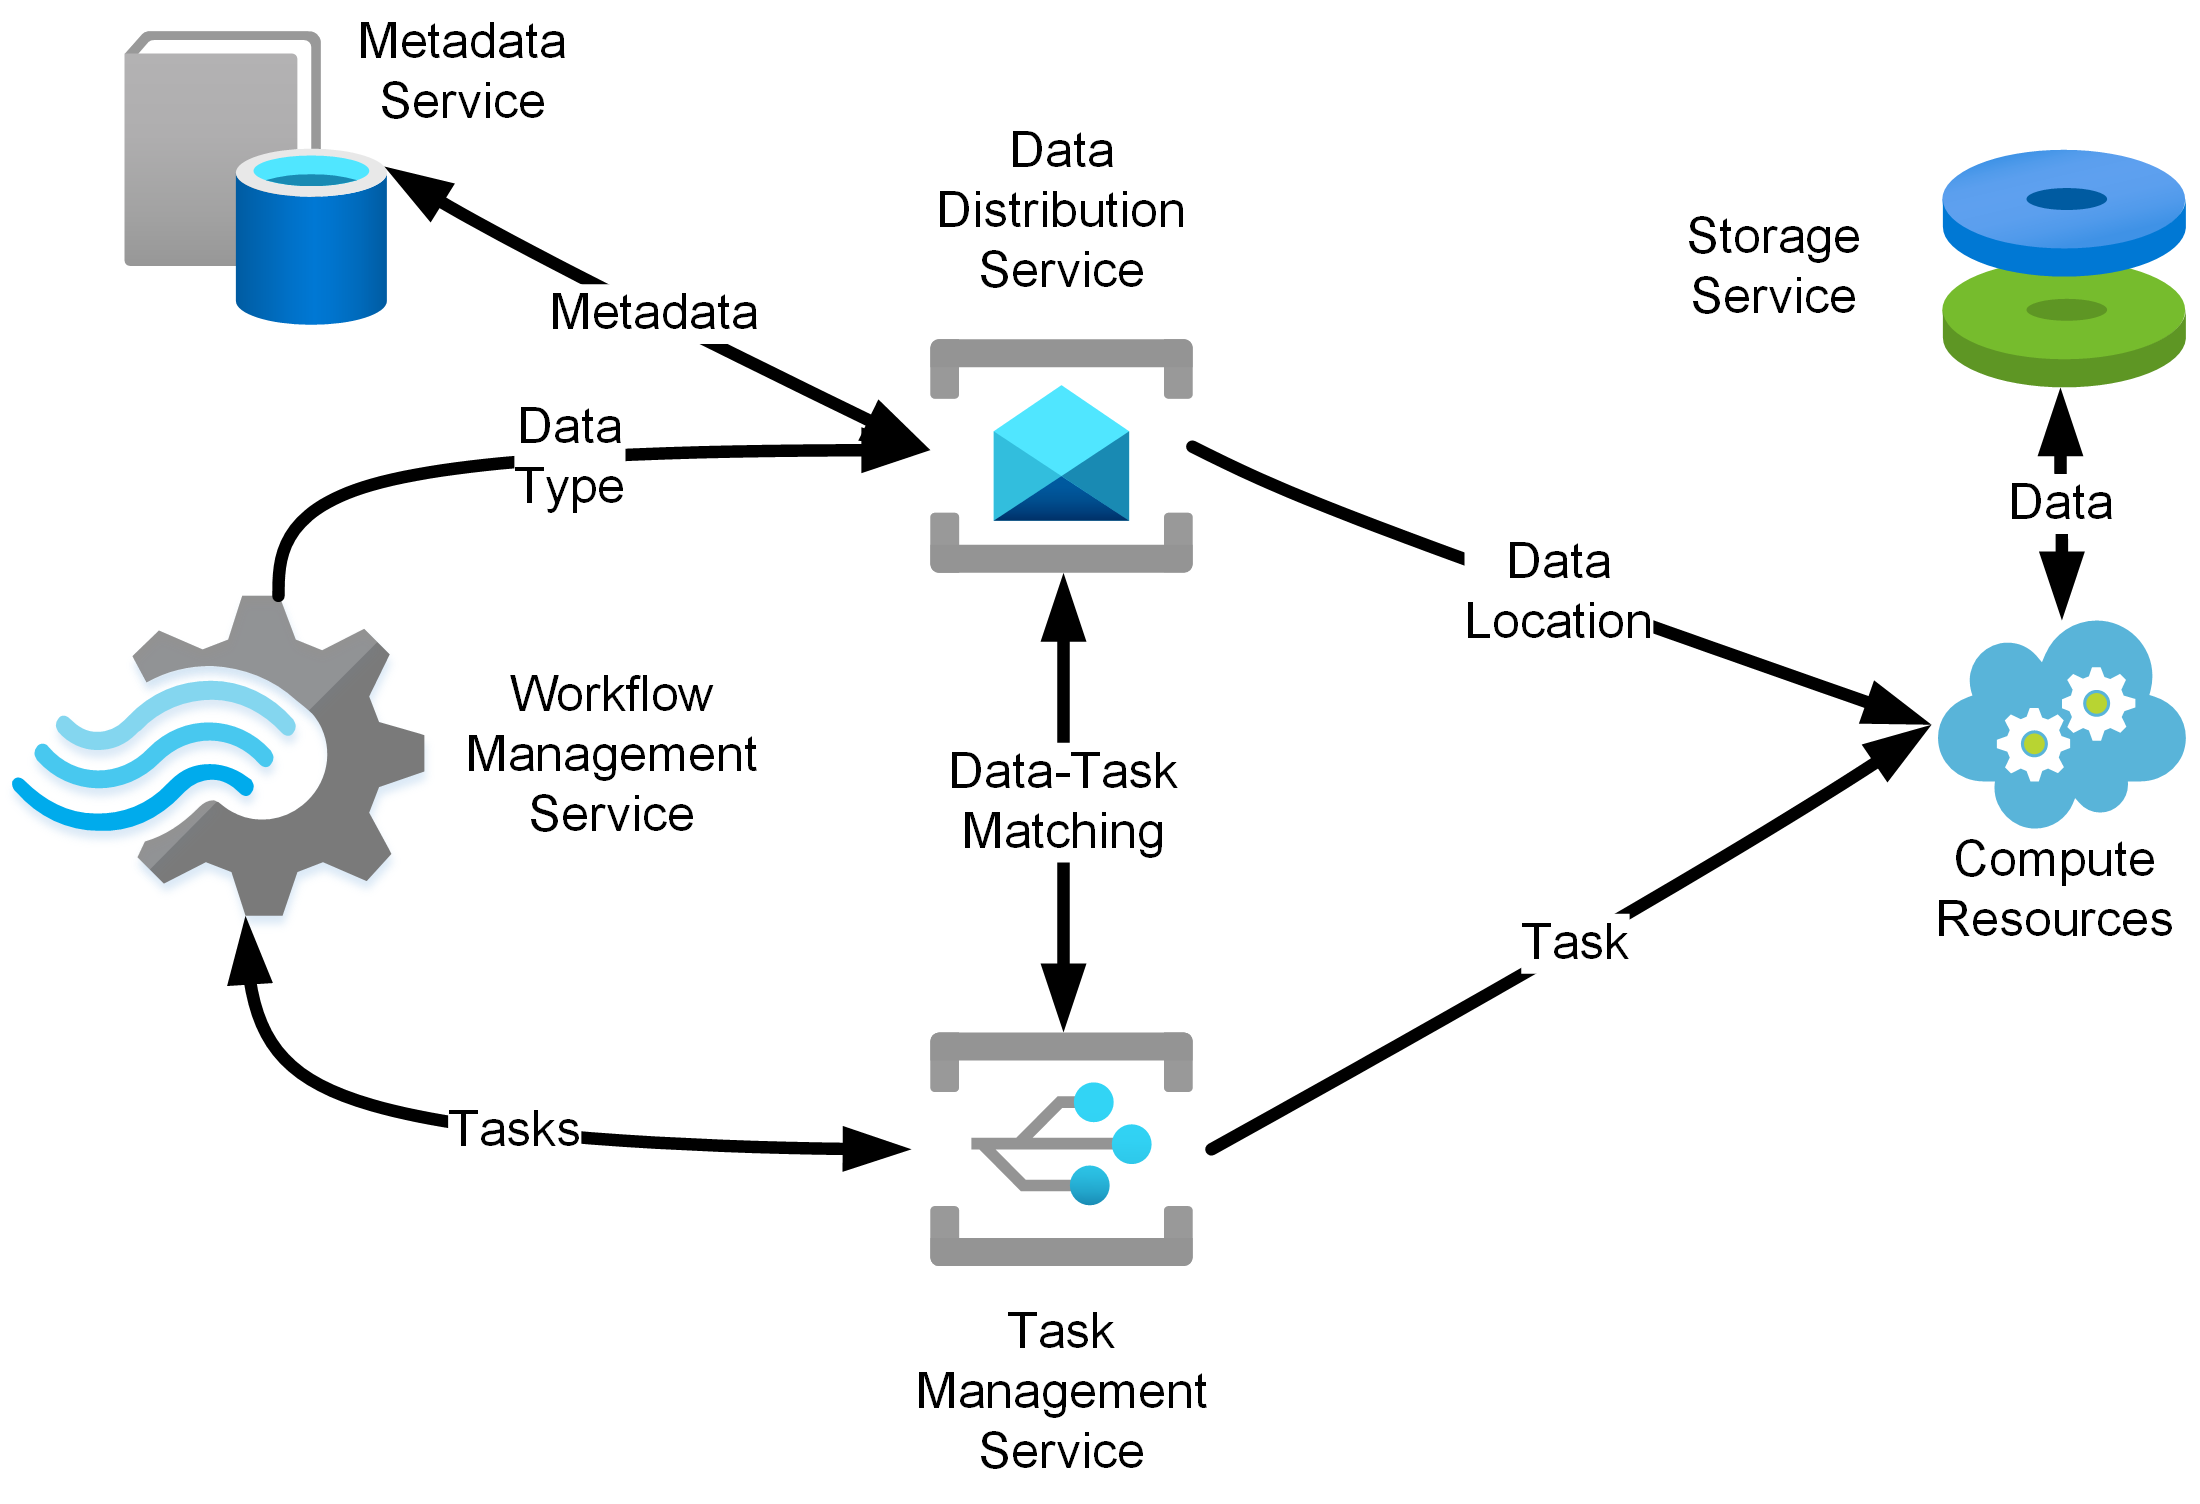 Metadata
Service
Data
Distribution
Service
Storage
Service
Metadata
Data
Type
Data
Data
Location
Workflow
Management
Service
Data-Task
Matching
Compute
Resources
Task
Tasks
Task
Management
Service